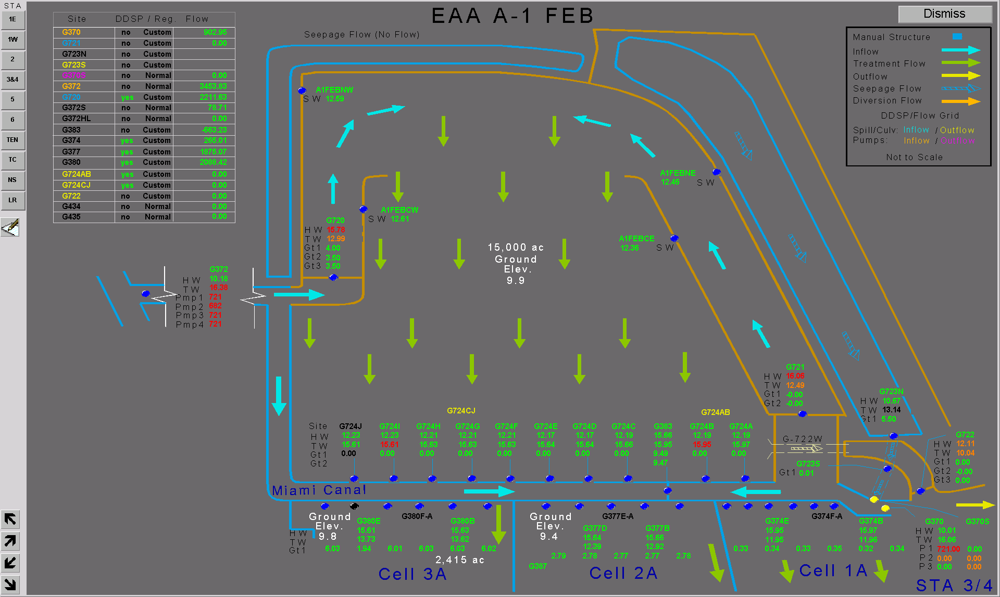 STA
1E
1W
2
3&4
5
6
TEN
TC
NS
LR
EAA A-1 FEB
Dismiss
Site DDSP / Reg. Flow
G370 no Custom 902.95
G721 no Custom 0.00
G723N no Custom
G723S no Custom
G370S no Normal 0.00
G372 no Normal 3453.83
G720 yes Custom 2211.63
G372S no Normal 78.71
G372HL no Normal 0.00
G383 no Custom -663.23
G374 yes Custom 265.01
G377 yes Custom 1875.07
G380 yes Custom 2088.42
G724AB yes Custom 0.00
G724CJ yes Custom 0.00
G722 no Custom 0.00
G434 no Normal 0.00
G435 no Normal 0.00
Seepage Flow (No Flow)
Manual Structure
Inflow
Treatment Flow
Outflow
Seepage Flow
Diversion Flow
DDSP/Flow Grid
Spill/Culv: Inflow / Outflow
Pumps: Inflow / Outflow
Not to Scale
A1FEBNW
SW 12.59
A1FEBNE
12.46 SW
A1FEBCW
SW 12.61
A1FEBCE
12.36 SW
G720
HW 15.78
TW 12.99
Gt1 4.00
Gt2 3.50
Gt3 3.50
15,000 ac
Ground
Elev.
9.9
G372
HW 10.18
TW 16.38
Pmp1 721
Pmp2 682
Pmp3 721
Pmp4 721
G721
HW 16.06
TW 12.49
Gt1 -0.00
Gt2 -0.00
G723N
HW 10.67
TW 13.14
Gt1 5.50
G724CJ
G724AB
Site G724J G724I G724H G724G G724F G724E G724D G724C G383 G724B G724A
HW 12.23 12.23 12.21 12.21 12.21 12.17 12.17 12.19 15.66 12.19 12.19
TW 15.61 15.61 15.63 15.63 15.63 15.64 15.64 15.66 15.95 15.95 15.97
Gt1 0.00 0.00 0.00 0.00 0.00 0.00 0.00 0.00 9.49 0.00 0.00
Gt2 9.47
G-722W
G723S
Gt1 0.01
G722
HW 12.11
TW 10.04
Gt1 0.00
Gt2 -0.00
Gt3 0.00
Miami Canal
Ground
Elev.
9.8
G380F-A
G380E G380B
HW 15.61 15.63
TW 13.73 13.62
Gt1 6.03 1.94 6.01 6.03 6.03 6.02
2,415 ac
Cell 3A
Ground
Elev.
9.4
G377E-A
G377D G377B
15.64 15.66
12.39 12.92
2.79 2.78 2.77 2.77 2.78
G387
Cell 2A
G374F-A
G374E G374B
15.95 15.97
11.95 11.96
0.33 0.34 0.33 0.35 0.32 0.34
Cell 1A
G370 G370S
HW 10.01
TW 16.06
P1 721.00 0.00
P2 0.00 0.00
P3 0.00 0.00
STA 3/4